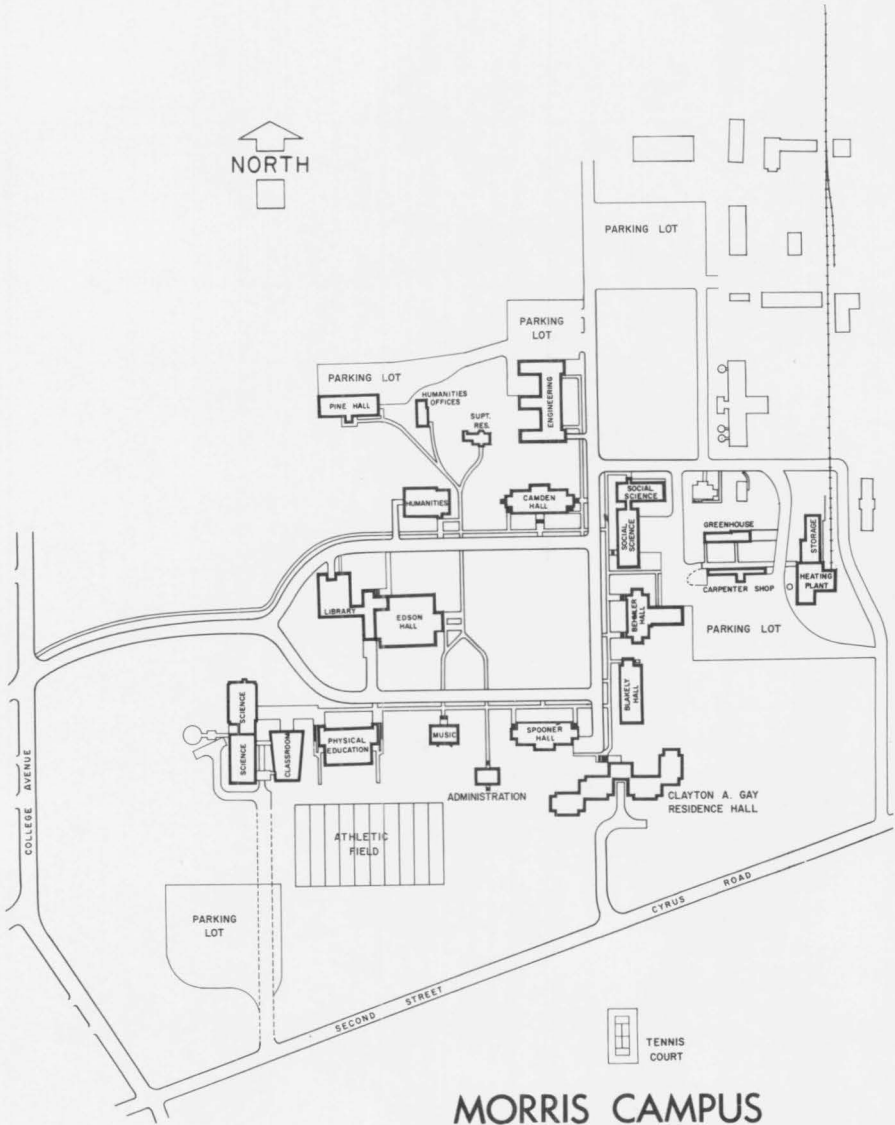 NORTH
PARKING LOT
PARKING
LOT
PARKING LOT
PINE HALL
HUMANITIES
OFFICES
SUPT.
RES.
ENGINEERING
HUMANITIES
CAMDEN
HALL
SOCIAL
SCIENCE
SOCIAL
SCIENCE
GREENHOUSE
STORAGE
HEATING
PLANT
CARPENTER SHOP
LIBRARY
EDSON
HALL
BEHMLER
HALL
PARKING LOT
BLAKELY
HALL
SCIENCE
SCIENCE
CLASSROOM
PHYSICAL
EDUCATION
MUSIC
SPOONER
HALL
ADMINISTRATION
CLAYTON A. GAY
RESIDENCE HALL
COLLEGE AVENUE
ATHLETIC
FIELD
PARKING
LOT
SECOND STREET
CYRUS ROAD
TENNIS
COURT
MORRIS CAMPUS